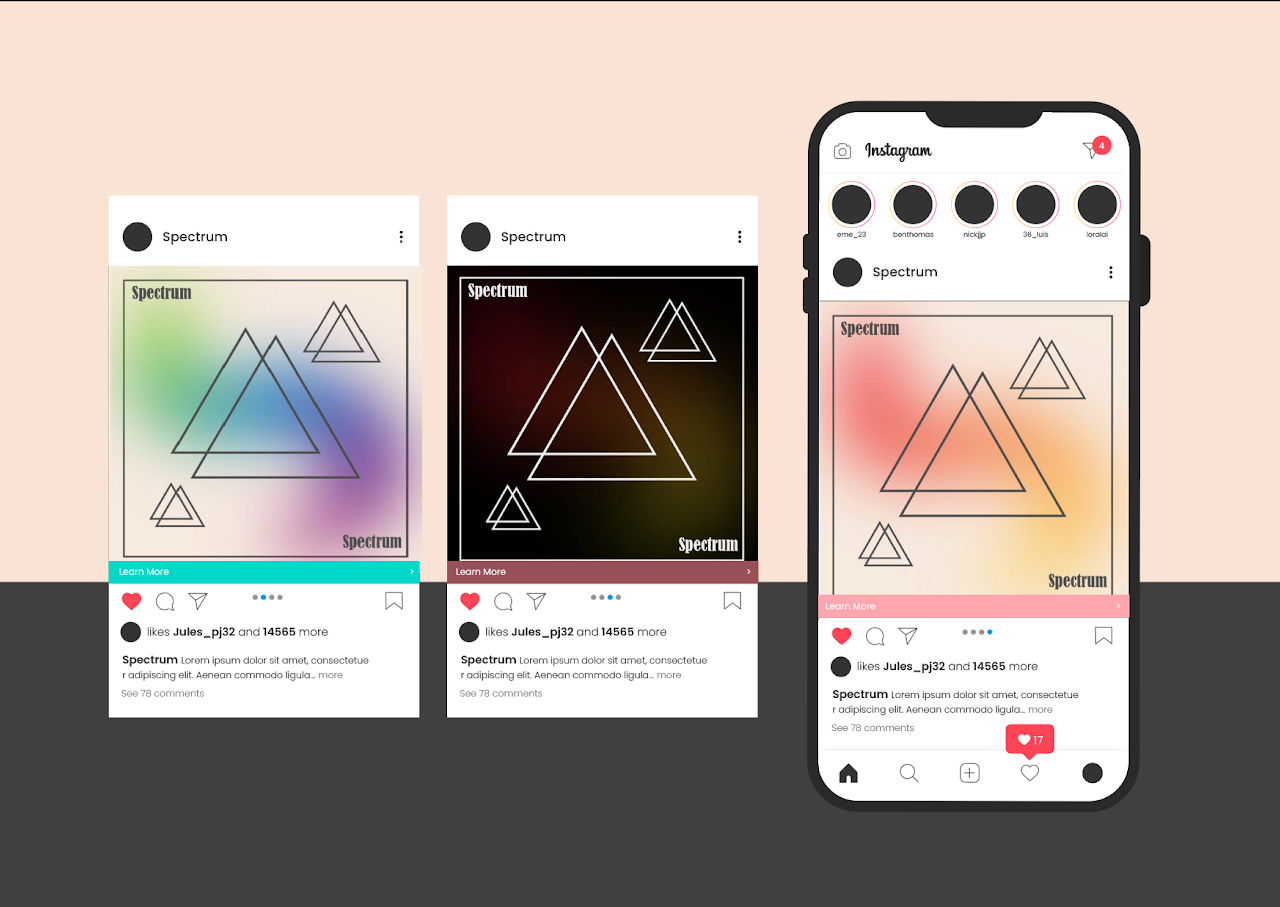 Spectrum
Spectrum
Spectrum
Learn More
likes Jules_pj32 and 14565 more
Spectrum Lorem ipsum dolor sit amet, consectetue
r adipiscing elit. Aenean commodo ligula... more
See 78 comments
Spectrum
Spectrum
Spectrum
Learn More
likes Jules_pj32 and 14565 more
Spectrum Lorem ipsum dolor sit amet, consectetue
r adipiscing elit. Aenean commodo ligula... more
See 78 comments
Instagram
4
eme_23 benthomas nickjjp 36_luis loralai
Spectrum
Spectrum
Spectrum
Learn More
likes Jules_pj32 and 14565 more
Spectrum Lorem ipsum dolor sit amet, consectetue
r adipiscing elit. Aenean commodo ligula... more
See 78 comments
17